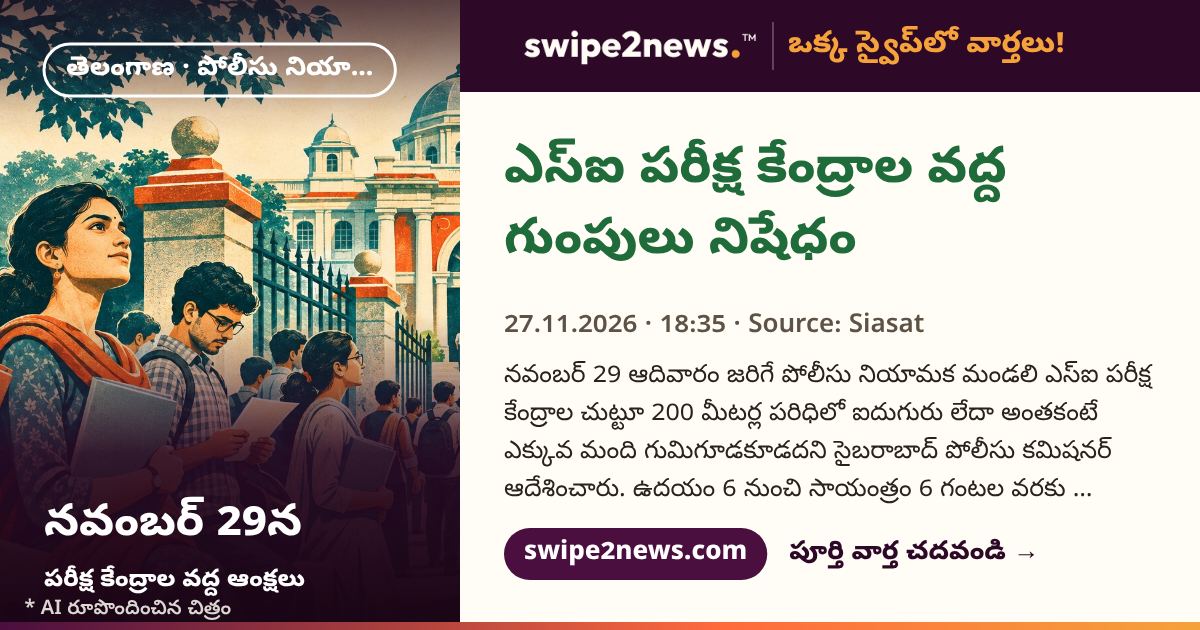 తెలంగాణ · పోలీసు నియా...
swipe2news.™
ఒక్క స్వైప్‌లో వార్తలు!
ఎస్ఐ పరీక్ష కేంద్రాల వద్ద
గుంపులు నిషేధం
27.11.2026 · 18:35 · Source: Siasat
నవంబర్ 29 ఆదివారం జరిగే పోలీసు నియామక మండలి ఎస్ఐ పరీక్ష
కేంద్రాల చుట్టూ 200 మీటర్ల పరిధిలో ఐదుగురు లేదా అంతకంటే
ఎక్కువ మంది గుమిగూడకూడదని సైబరాబాద్ పోలీసు కమిషనర్
ఆదేశించారు. ఉదయం 6 నుంచి సాయంత్రం 6 గంటల వరకు ...
నవంబర్ 29న
పరీక్ష కేంద్రాల వద్ద ఆంక్షలు
* AI రూపొందించిన చిత్రం
swipe2news.com
పూర్తి వార్త చదవండి →